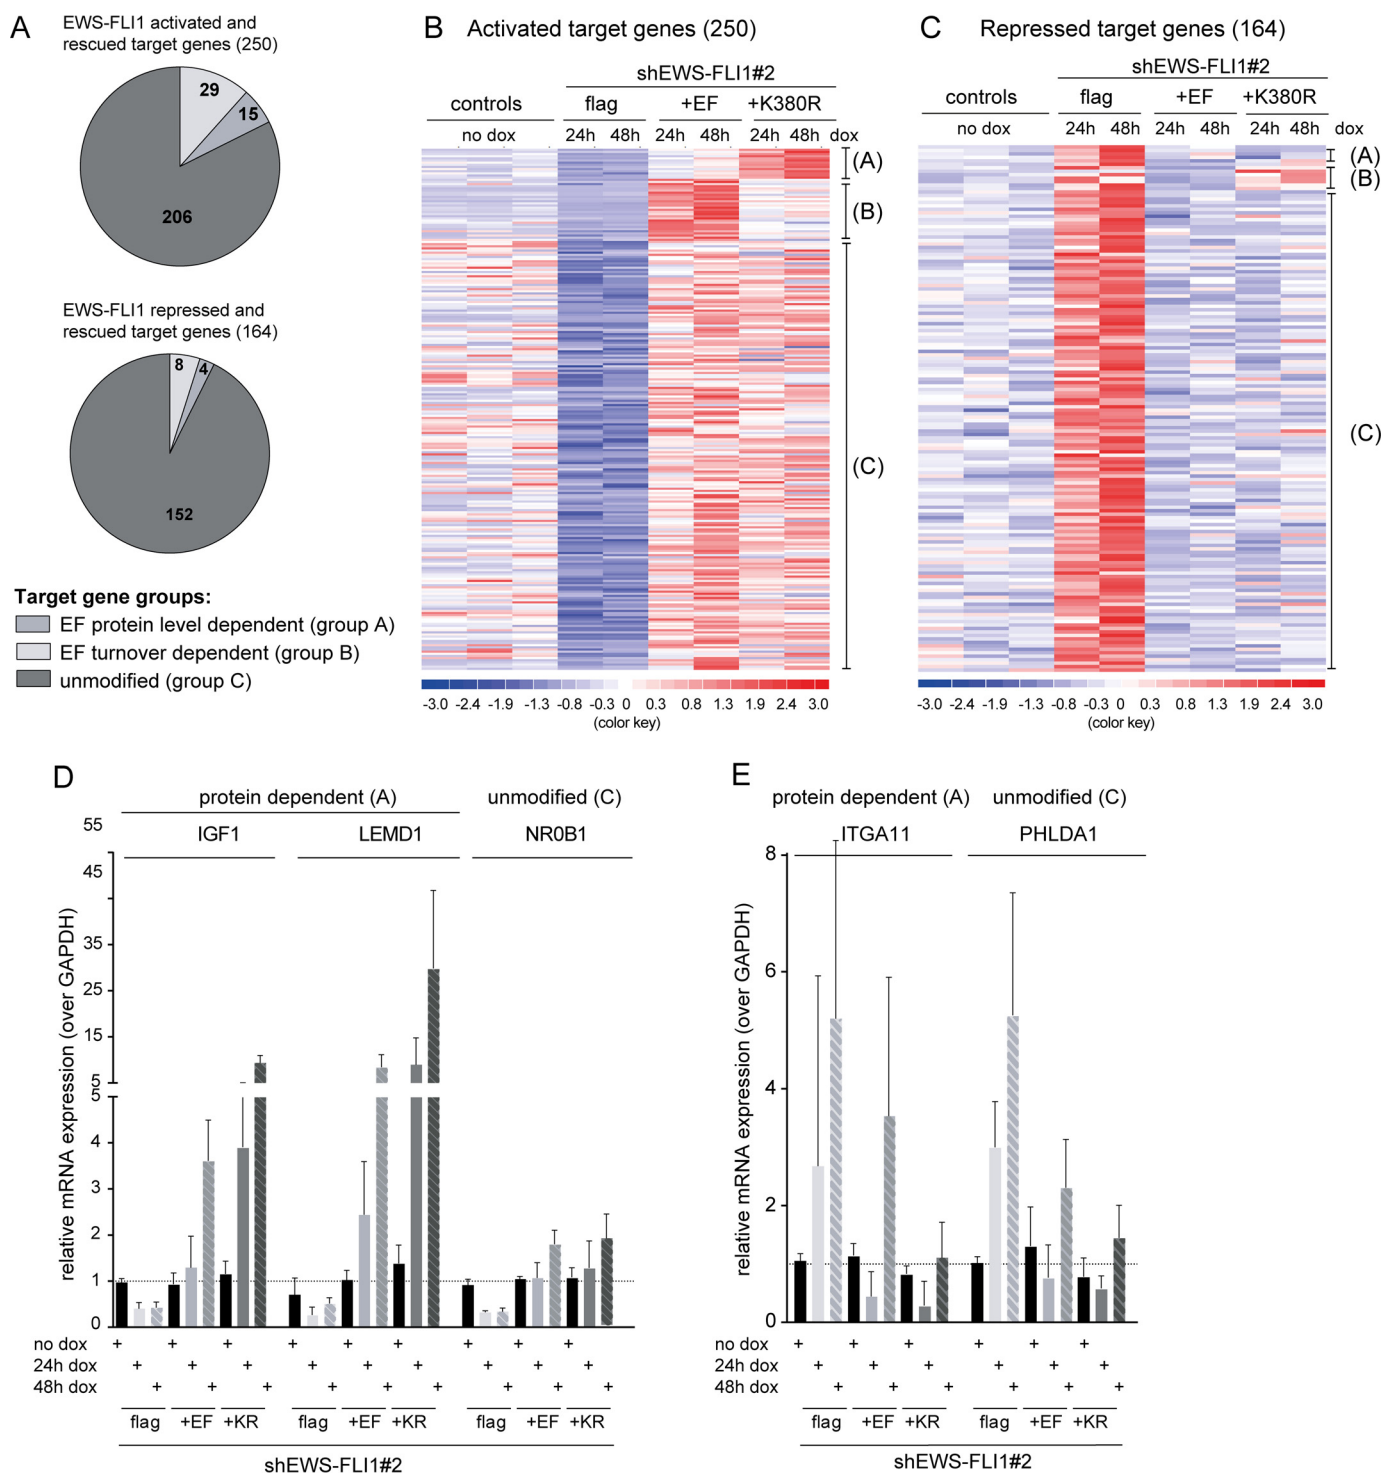 A
EWS-FLI1 activated and
rescued target genes (250)
29
15
206
EWS-FLI1 repressed and
rescued target genes (164)
8
4
152
Target gene groups:
EF protein level dependent (group A)
EF turnover dependent (group B)
unmodified (group C)
B Activated target genes (250)
shEWS-FLI1#2
controls flag +EF +K380R
no dox 24h 48h 24h 48h 24h 48h dox
(A)
(B)
(C)
-3.0 -2.4 -1.9 -1.3 -0.8 -0.3 0 0.3 0.8 1.3 1.9 2.4 3.0
(color key)
C Repressed target genes (164)
shEWS-FLI1#2
controls flag +EF +K380R
no dox 24h 48h 24h 48h 24h 48h dox
(A)
(B)
(C)
-3.0 -2.4 -1.9 -1.3 -0.8 -0.3 0 0.3 0.8 1.3 1.9 2.4 3.0
(color key)
D
protein dependent (A) unmodified (C)
IGF1 LEMD1 NR0B1
relative mRNA expression (over GAPDH)
55
45
35
25
15
5
5
4
3
2
1
0
no dox + + + + + + + + +
24h dox + + + + + + + + +
48h dox + + + + + + + + +
flag +EF +KR flag +EF +KR flag +EF +KR
shEWS-FLI1#2
E
protein dependent (A) unmodified (C)
ITGA11 PHLDA1
relative mRNA expression (over GAPDH)
8
6
4
2
0
no dox + + + + + +
24h dox + + + + + +
48h dox + + + + + +
flag +EF +KR flag +EF +KR
shEWS-FLI1#2